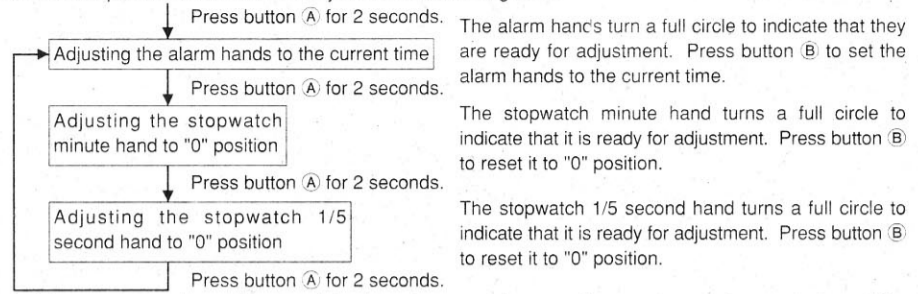 Press button Ⓐ for 2 seconds.
Adjusting the alarm hands to the current time
Press button Ⓐ for 2 seconds.
Adjusting the stopwatch
minute hand to "0" position
Press button Ⓐ for 2 seconds.
Adjusting the stopwatch 1/5
second hand to "0" position
Press button Ⓐ for 2 seconds.
The alarm hands turn a full circle to indicate that they
are ready for adjustment. Press button Ⓑ to set the
alarm hands to the current time.
The stopwatch minute hand turns a full circle to
indicate that it is ready for adjustment. Press button Ⓑ
to reset it to "0" position.
The stopwatch 1/5 second hand turns a full circle to
indicate that it is ready for adjustment. Press button Ⓑ
to reset it to "0" position.